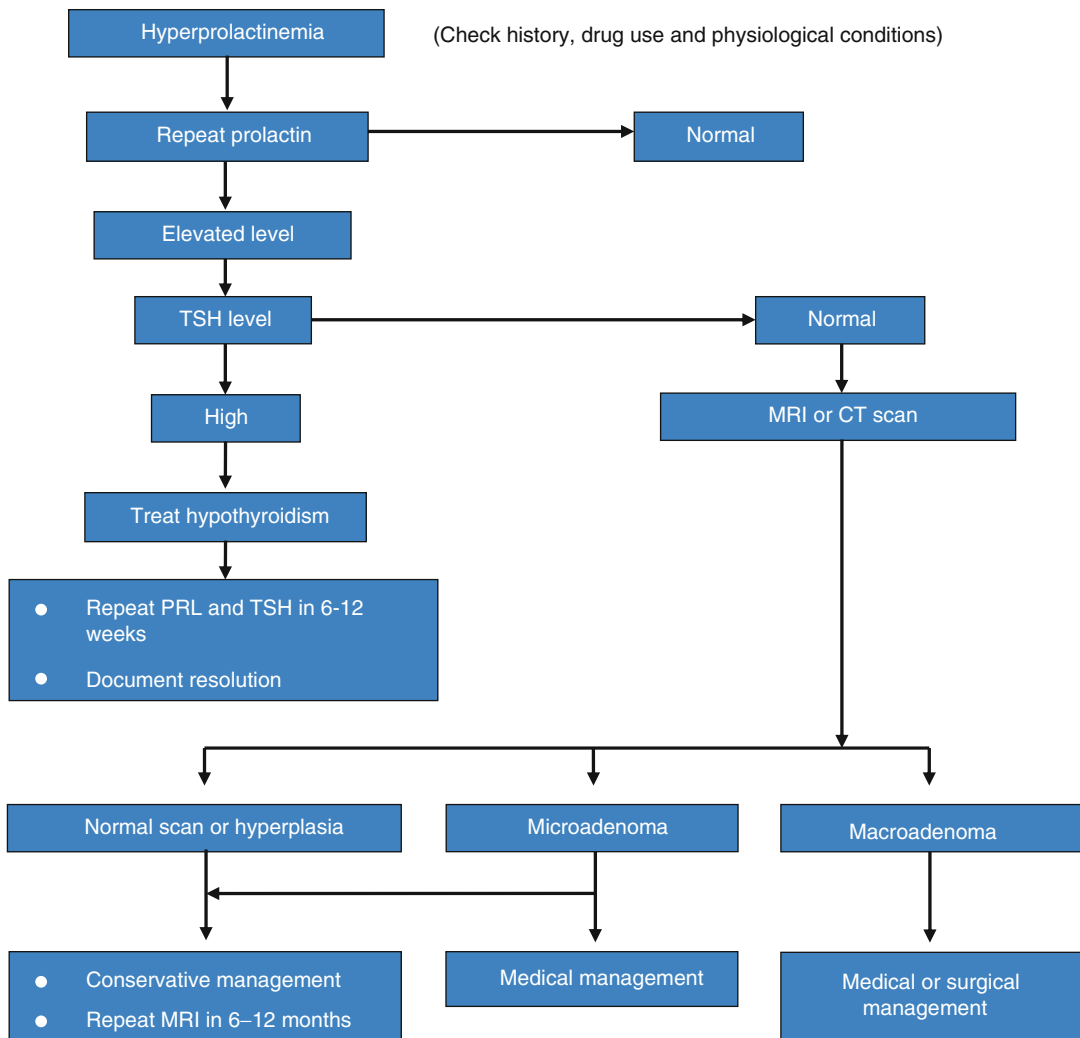 Hyperprolactinemia
(Check history, drug use and physiological conditions)
Repeat prolactin
Normal
Elevated level
TSH level
Normal
High
MRI or CT scan
Treat hypothyroidism
● Repeat PRL and TSH in 6-12
weeks
● Document resolution
Normal scan or hyperplasia
Microadenoma
Macroadenoma
● Conservative management
● Repeat MRI in 6–12 months
Medical management
Medical or surgical
management